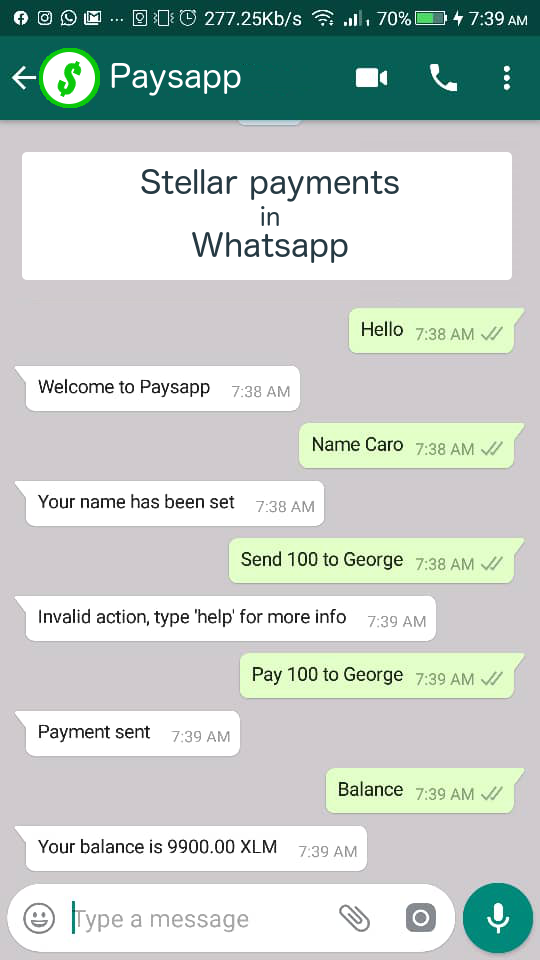 ... 277.25Kb/s 70% 7:39 AM
Paysapp
Stellar payments
in
Whatsapp
Hello 7:38 AM
Welcome to Paysapp 7:38 AM
Name Caro 7:38 AM
Your name has been set 7:38 AM
Send 100 to George 7:38 AM
Invalid action, type 'help' for more info 7:39 AM
Pay 100 to George 7:39 AM
Payment sent 7:39 AM
Balance 7:39 AM
Your balance is 9900.00 XLM 7:39 AM
Type a message